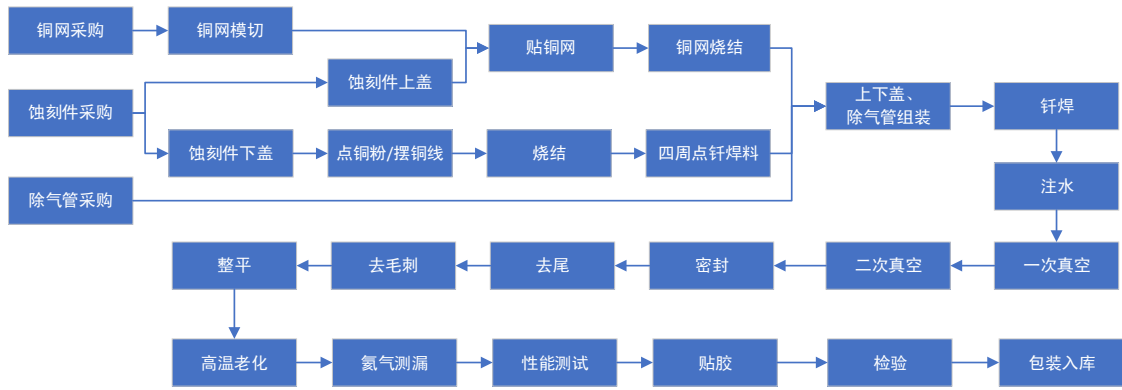 铜网采购
铜网模切
贴铜网
铜网烧结
蚀刻件上盖
蚀刻件采购
上下盖、
除气管组装
钎焊
蚀刻件下盖
点铜粉/摆铜线
烧结
四周点钎焊料
除气管采购
注水
整平
去毛刺
去尾
密封
二次真空
一次真空
高温老化
氦气测漏
性能测试
贴胶
检验
包装入库